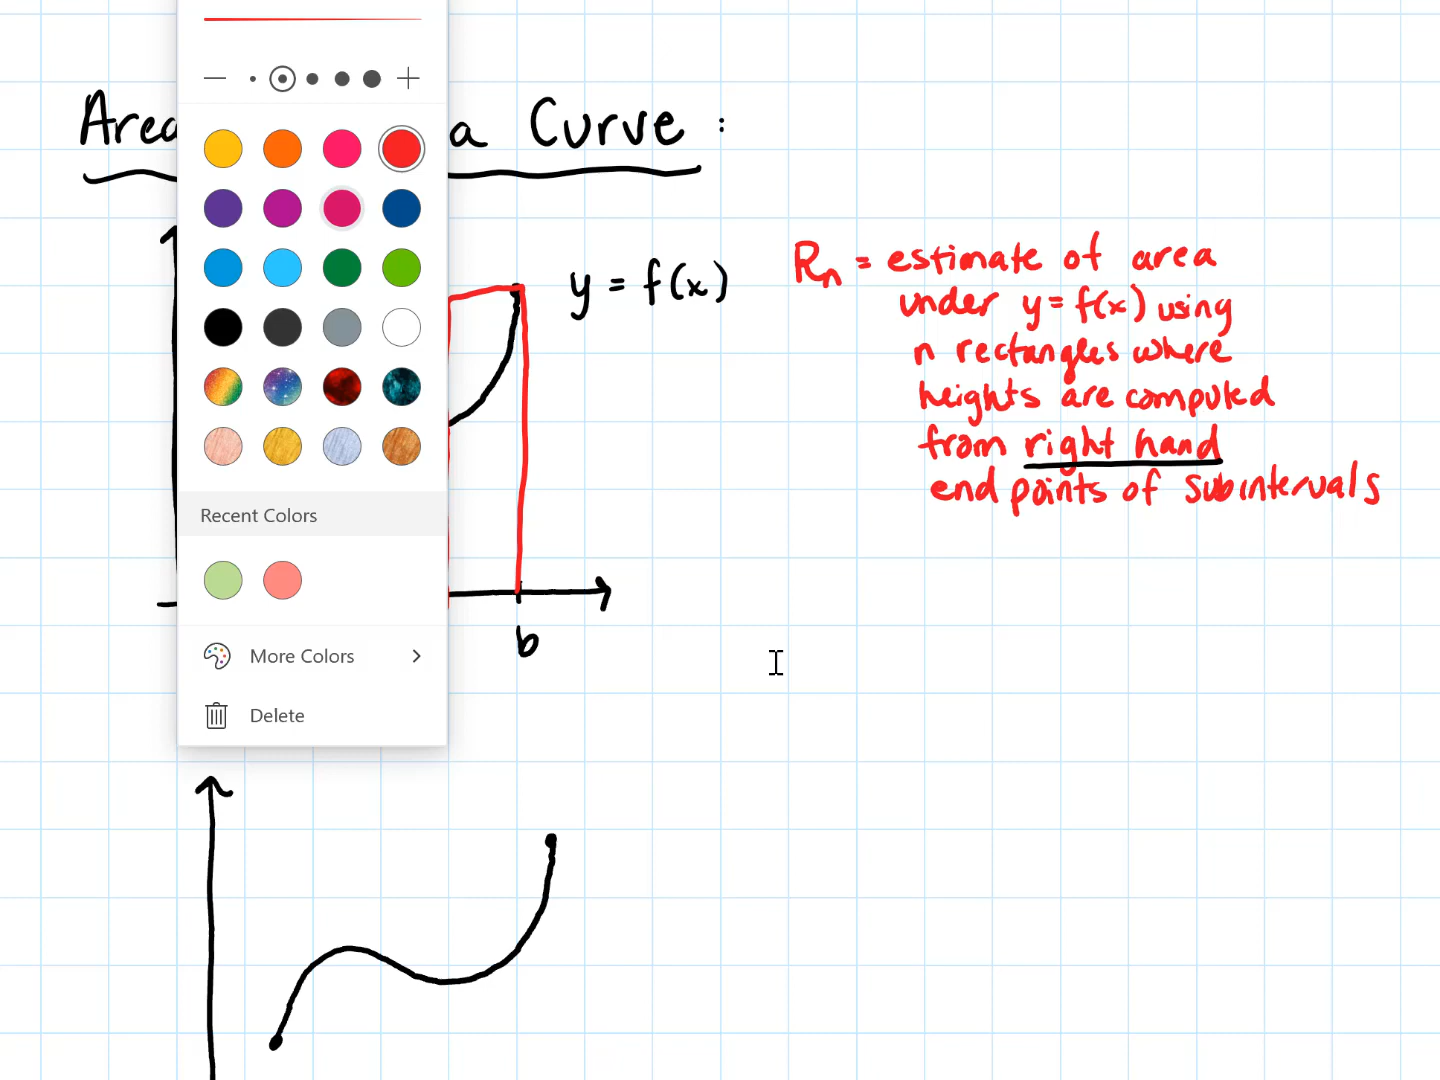 Area a Curve :
y = f(x)
Rn = estimate of area
under y = f(x) using
n rectangles where
heights are computed
from right hand
end points of subintervals
b
Recent Colors
More Colors
Delete